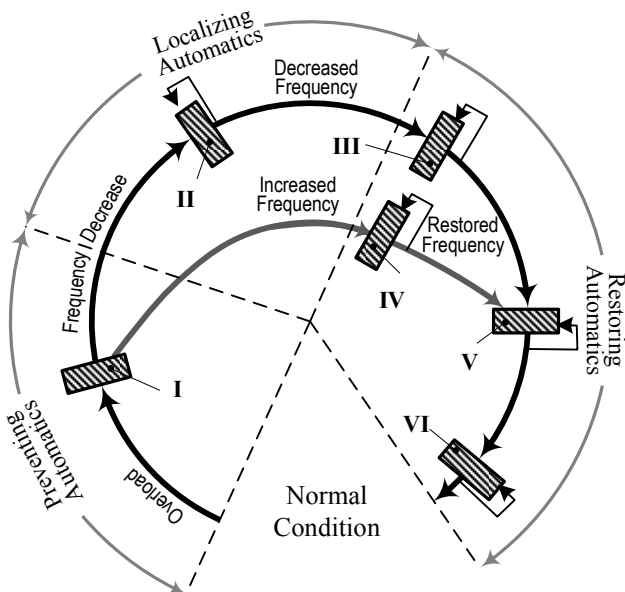 Localizing
Automatics
Decreased
Frequency
III
II
Increased
Frequency
Restored
Frequency
IV
Frequency | Decrease
Restoring
Automatics
V
I
VI
Preventing
Automatics
Overload
Normal
Condition